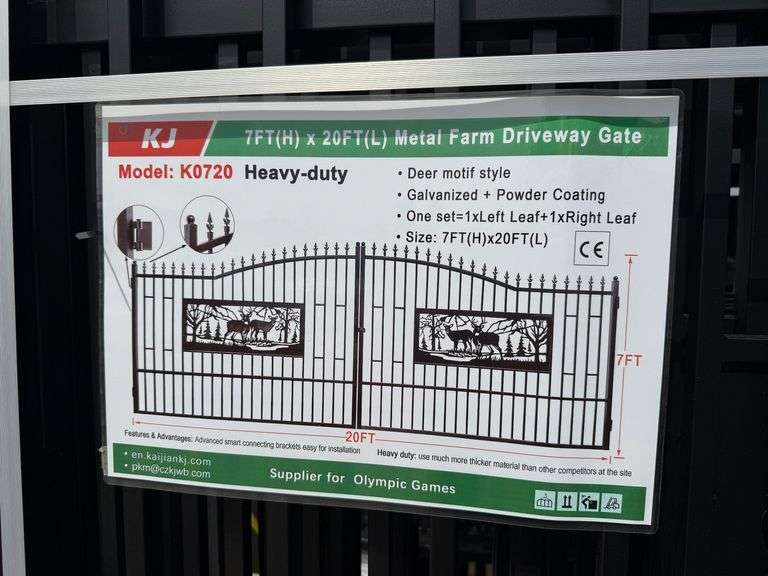 KJ 7FT(H) x 20FT(L) Metal Farm Driveway Gate
Model: K0720 Heavy-duty
• Deer motif style
• Galvanized + Powder Coating
• One set=1xLeft Leaf+1xRight Leaf
• Size: 7FT(H)x20FT(L)
CE
7FT
20FT
Features & Advantages: Advanced smart connecting brackets easy for installation
Heavy duty: use much more thicker material than other competitors at the site
• en.kaijiankj.com
• pkm@czkjwb.com
Supplier for Olympic Games